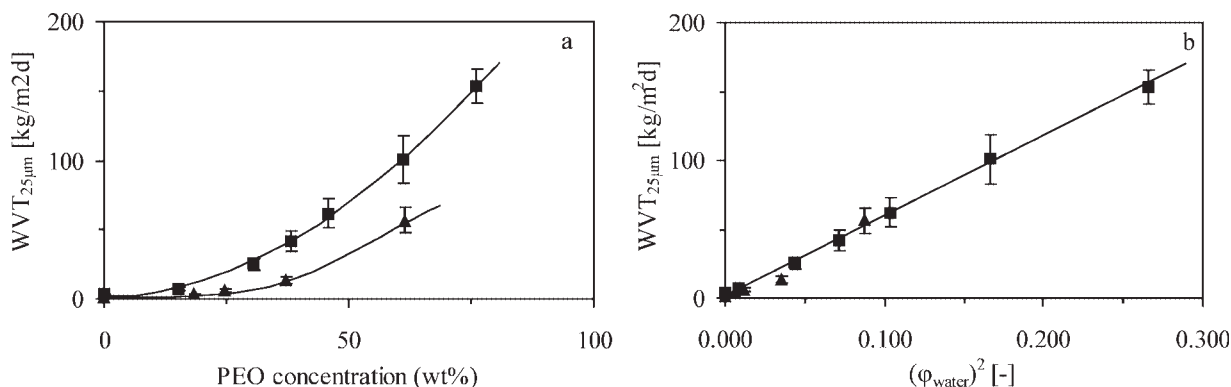 200
a
WVT25μm [kg/m2d]
100
0
0
50
100
PEO concentration (wt%)
200
b
WVT25μm [kg/m²d]
100
0
0.000
0.100
0.200
0.300
(φwater)² [-]